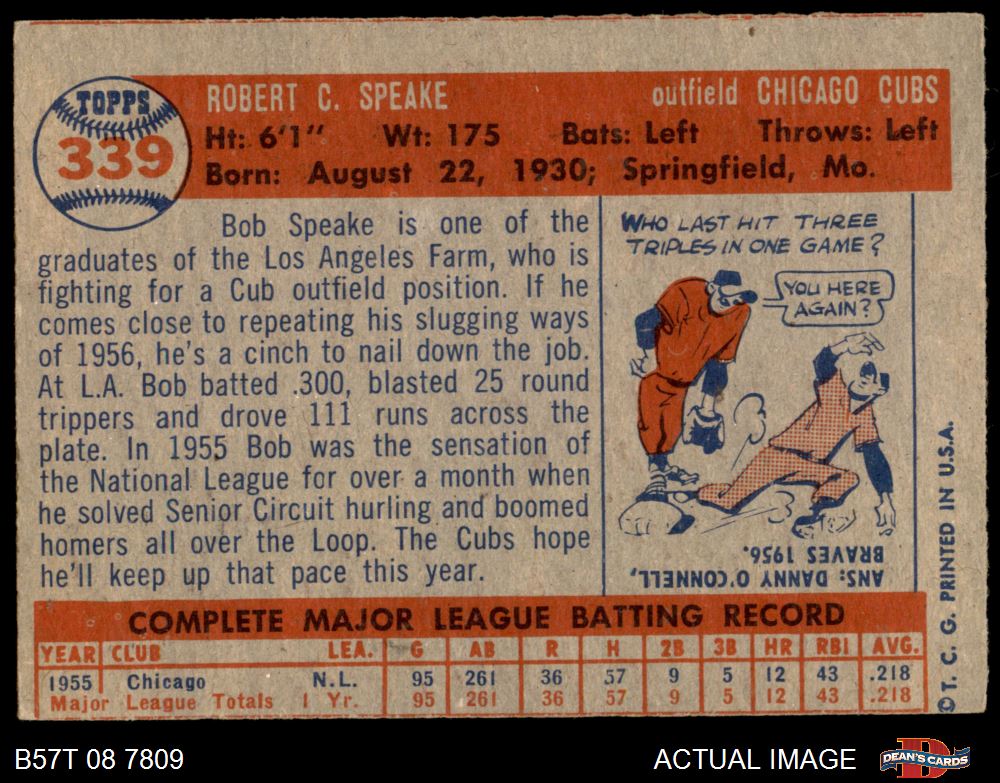 TOPPS
339
ROBERT C. SPEAKE outfield CHICAGO CUBS
Ht: 6'1" Wt: 175 Bats: Left Throws: Left
Born: August 22, 1930; Springfield, Mo.
Bob Speake is one of the
graduates of the Los Angeles Farm, who is
fighting for a Cub outfield position. If he
comes close to repeating his slugging ways
of 1956, he's a cinch to nail down the job.
At L.A. Bob batted .300, blasted 25 round
trippers and drove 111 runs across the
plate. In 1955 Bob was the sensation of
the National League for over a month when
he solved Senior Circuit hurling and boomed
homers all over the Loop. The Cubs hope
he'll keep up that pace this year.
WHO LAST HIT THREE
TRIPLES IN ONE GAME?
YOU HERE
AGAIN?
ANS: DANNY O'CONNELL,
BRAVES 1956.
COMPLETE MAJOR LEAGUE BATTING RECORD
YEAR CLUB LEA. G AB R H 2B 3B HR RBI AVG.
1955 Chicago N.L. 95 261 36 57 9 5 12 43 .218
Major League Totals 1 Yr. 95 261 36 57 9 5 12 43 .218
© T. C. G. PRINTED IN U.S.A.
B57T 08 7809 ACTUAL IMAGE
D
DEAN'S CARDS